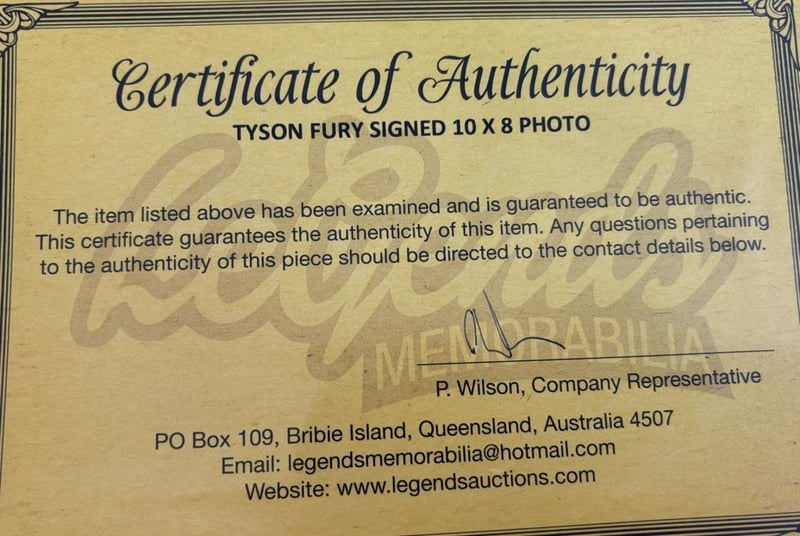 Certificate of Authenticity
TYSON FURY SIGNED 10 X 8 PHOTO
The item listed above has been examined and is guaranteed to be authentic.
This certificate guarantees the authenticity of this item. Any questions pertaining
to the authenticity of this piece should be directed to the contact details below.
Legends
MEMORABILIA
P. Wilson, Company Representative
PO Box 109, Bribie Island, Queensland, Australia 4507
Email: legendsmemorabilia@hotmail.com
Website: www.legendsauctions.com